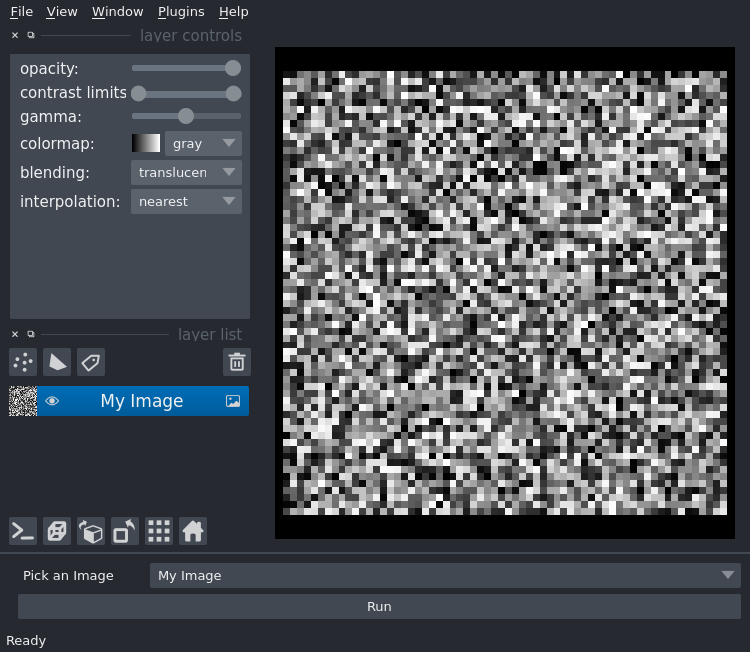 File View Window Plugins Help
layer controls
opacity:
contrast limits
gamma:
colormap: gray
blending: translucen
interpolation: nearest
layer list
My Image
Pick an Image My Image
Run
Ready